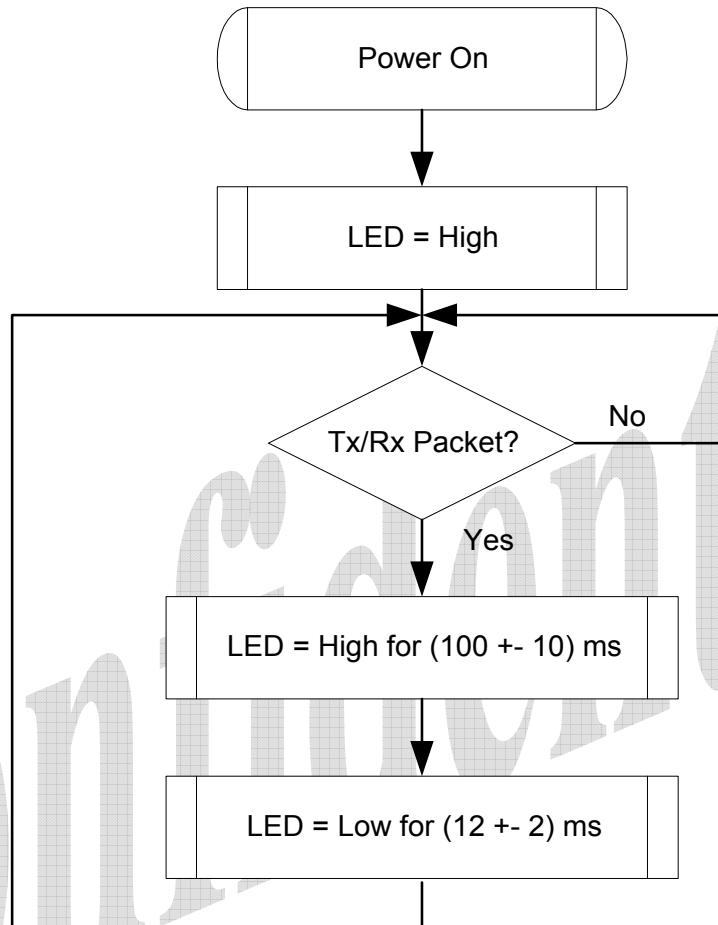 Power On
LED = High
Tx/Rx Packet?
No
Yes
LED = High for (100 +- 10) ms
LED = Low for (12 +- 2) ms
onfident